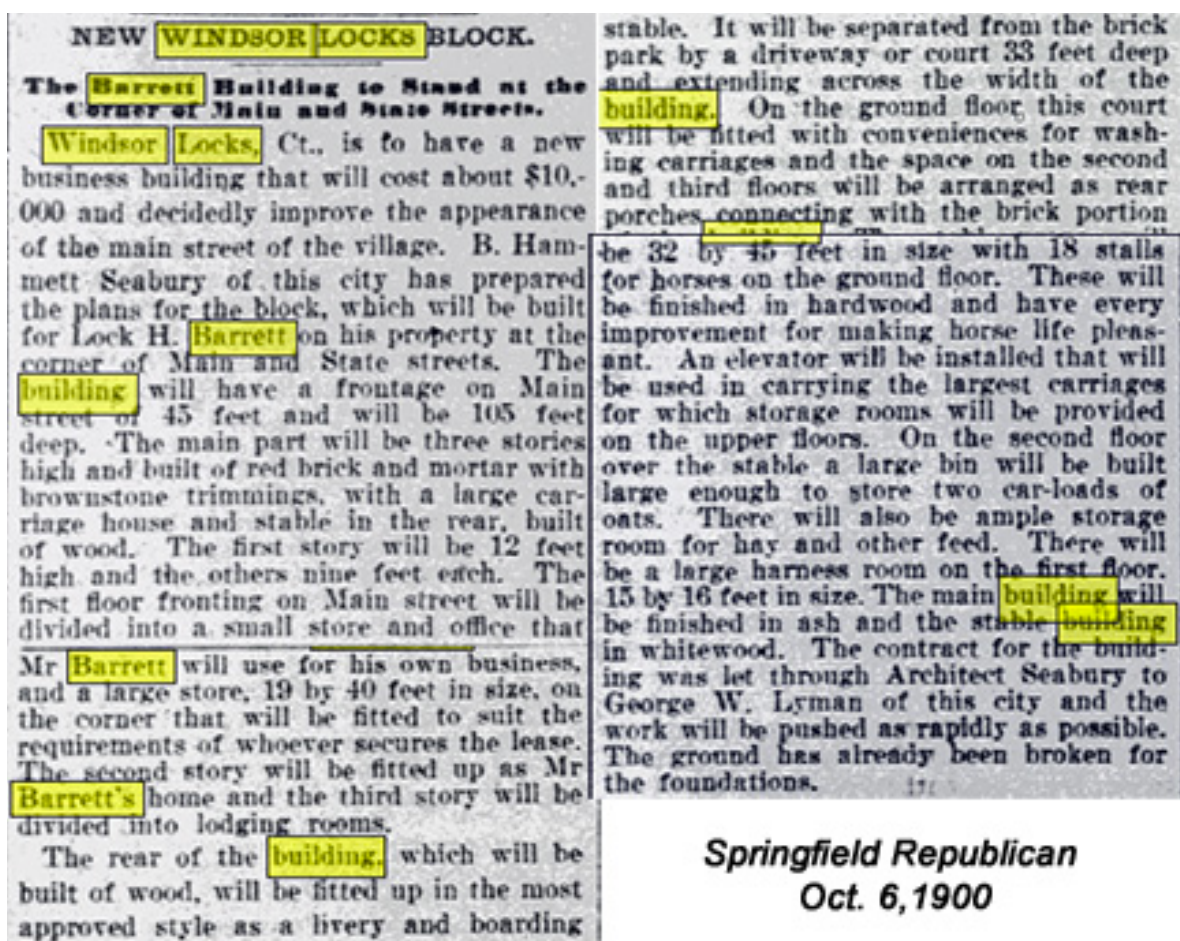 NEW WINDSOR LOCKS BLOCK.
The Barrett Building to Stand at the
Corner of Main and State Streets.
Windsor Locks, Ct., is to have a new
business building that will cost about $10,-
000 and decidedly improve the appearance
of the main street of the village. B. Ham-
mett Seabury of this city has prepared
the plans for the block, which will be built
for Lock H. Barrett on his property at the
corner of Main and State streets. The
building will have a frontage on Main
street of 45 feet and will be 105 feet
deep. The main part will be three stories
high and built of red brick and mortar with
brownstone trimmings, with a large car-
riage house and stable in the rear, built
of wood. The first story will be 12 feet
high and the others nine feet each. The
first floor fronting on Main street will be
divided into a small store and office that
Mr Barrett will use for his own business,
and a large store, 19 by 40 feet in size, on
the corner that will be fitted to suit the
requirements of whoever secures the lease.
The second story will be fitted up as Mr
Barrett's home and the third story will be
divided into lodging rooms.
The rear of the building, which will be
built of wood, will be fitted up in the most
approved style as a livery and boarding
stable. It will be separated from the brick
park by a driveway or court 33 feet deep
and extending across the width of the
building. On the ground floor this court
will be fitted with conveniences for wash-
ing carriages and the space on the second
and third floors will be arranged as rear
porches connecting with the brick portion
be 32 by 45 feet in size with 18 stalls
for horses on the ground floor. These will
be finished in hardwood and have every
improvement for making horse life pleas-
ant. An elevator will be installed that will
be used in carrying the largest carriages
for which storage rooms will be provided
on the upper floors. On the second floor
over the stable a large bin will be built
large enough to store two car-loads of
oats. There will also be ample storage
room for hay and other feed. There will
be a large harness room on the first floor.
15 by 16 feet in size. The main building will
be finished in ash and the stable building
in whitewood. The contract for the build-
ing was let through Architect Seabury to
George W. Lyman of this city and the
work will be pushed as rapidly as possible.
The ground has already been broken for
the foundations.
Springfield Republican
Oct. 6,1900